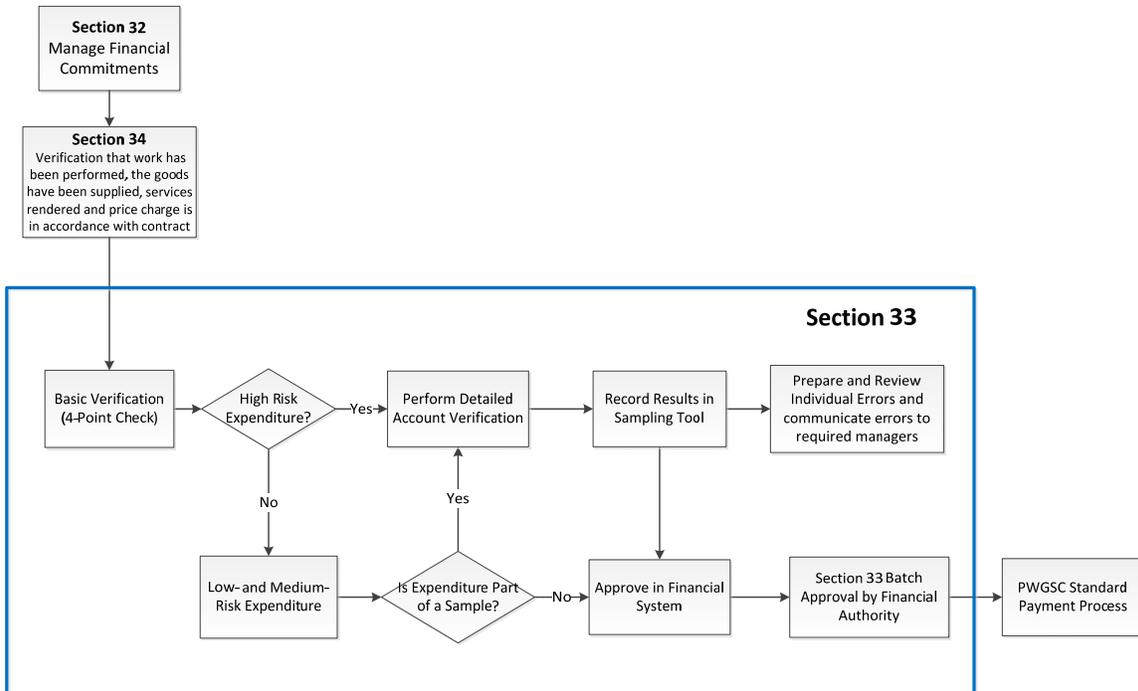 Section 32
Manage Financial
Commitments
Section 34
Verification that work has
been performed, the goods
have been supplied, services
rendered and price charge is
in accordance with contract
Section 33
Basic Verification
(4-Point Check)
High Risk
Expenditure?
Yes
Perform Detailed
Account Verification
Record Results in
Sampling Tool
Prepare and Review
Individual Errors and
communicate errors to
required managers
No
Yes
Low-and Medium-
Risk Expenditure
Is Expenditure Part
of a Sample?
No
Approve in Financial
System
Section 33 Batch
Approval by Financial
Authority
PWGSC Standard
Payment Process